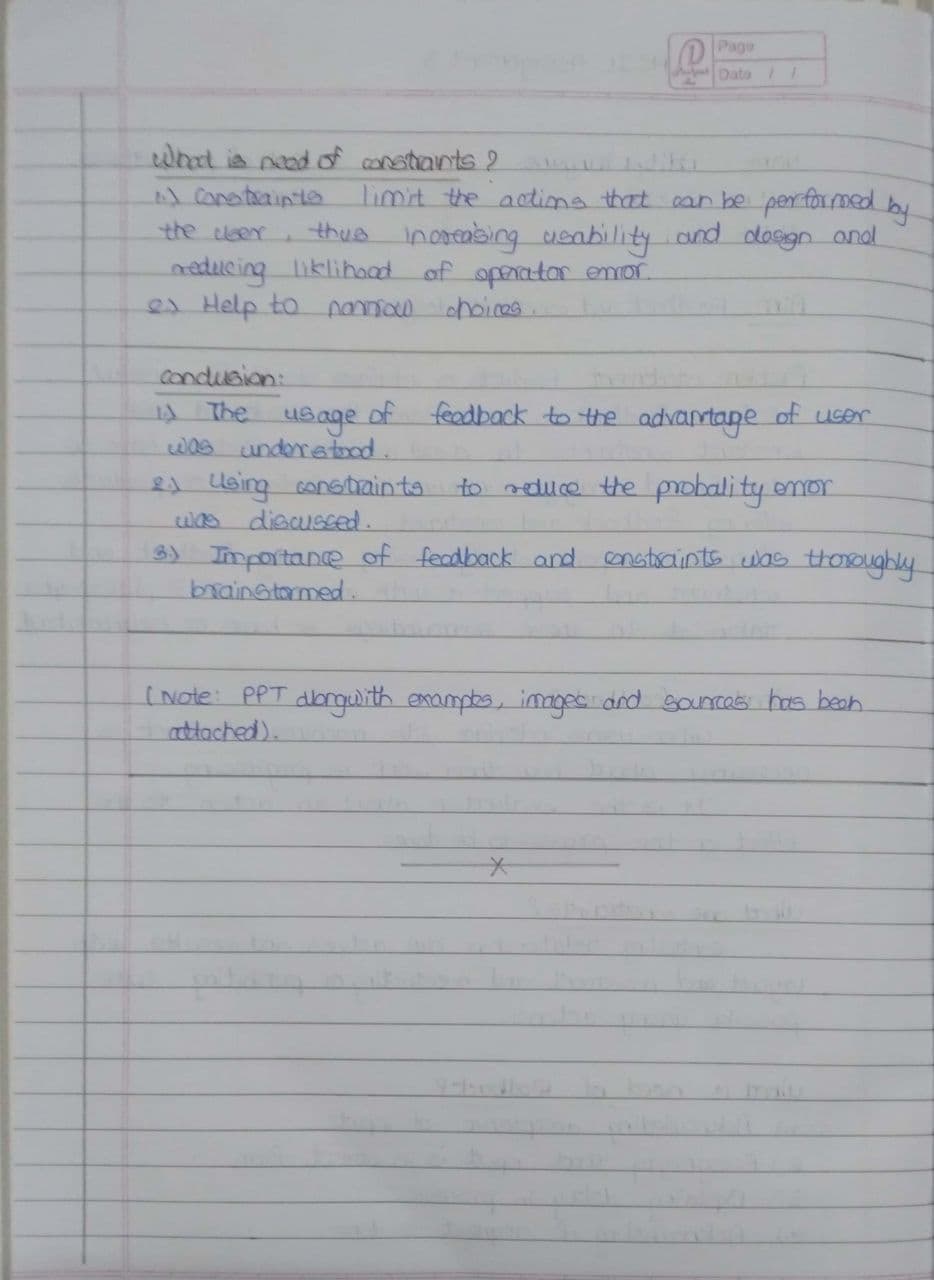 Page
Date / /
What is need of constraints ?
1.) Constraints limit the actions that can be performed by
the user , thus increasing usability and design and
reducing liklihood of operator error.
2.) Help to narrow choices.
conclusion:
1.) The usage of feedback to the advantage of user
was understood.
2.) Using constraints to reduce the probality error
was discussed.
3) Importance of feedback and constraints was thoroughly
brainstormed.
(Note: PPT alongwith examples, images and sources has been
attached).
X